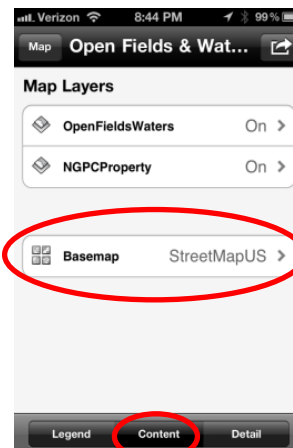 Verizon 8:44 PM 99%
Map Open Fields & Wat...
Map Layers
OpenFieldsWaters On
NGPCProperty On
Basemap StreetMapUS
Legend Content Detail